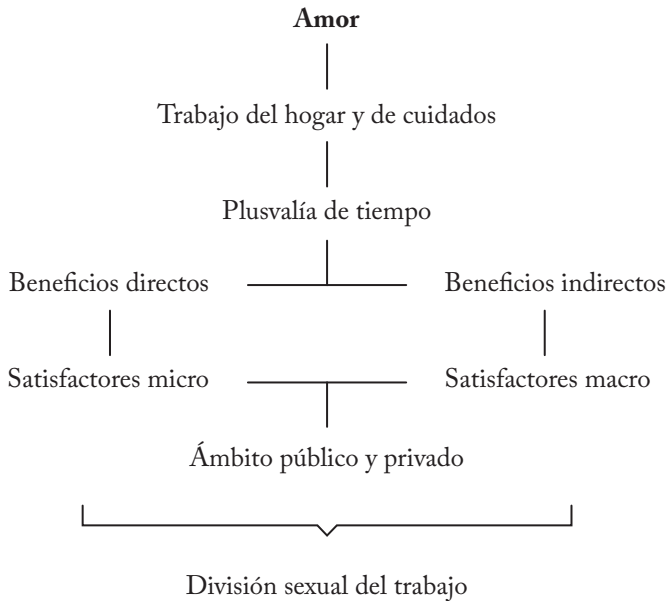 Amor
Trabajo del hogar y de cuidados
Plusvalía de tiempo
Beneficios directos
Beneficios indirectos
Satisfactores micro
Satisfactores macro
Ámbito público y privado
División sexual del trabajo